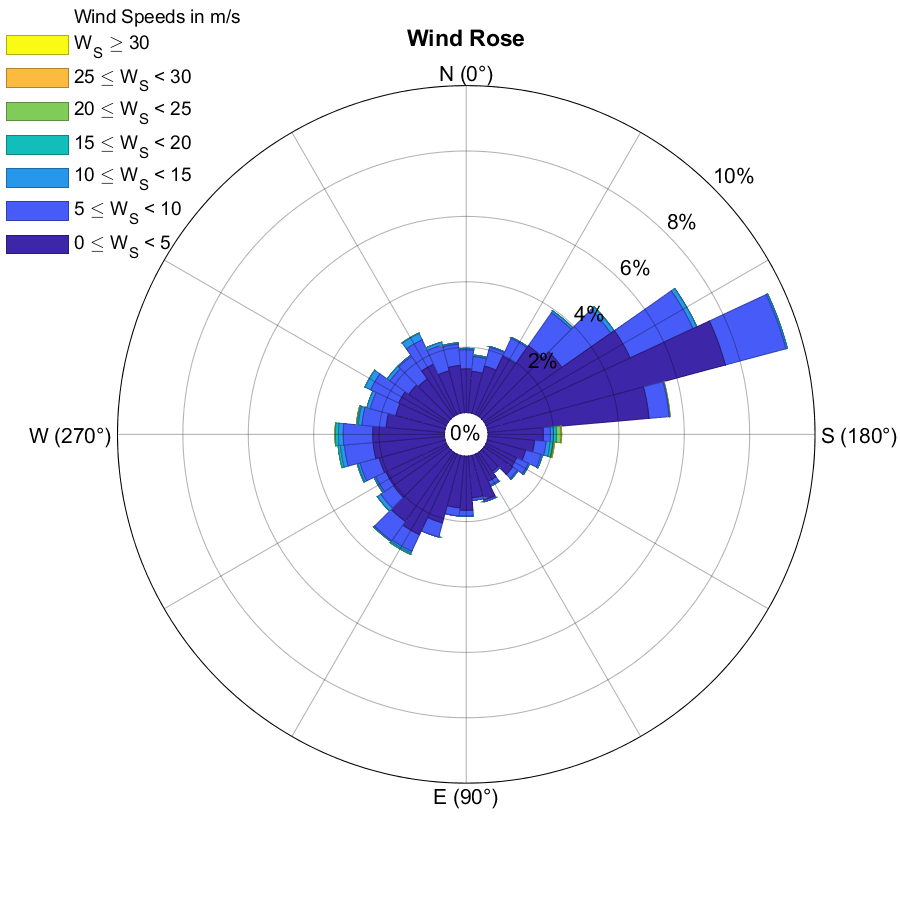 Wind Speeds in m/s
W_S ≥ 30
25 ≤ W_S < 30
20 ≤ W_S < 25
15 ≤ W_S < 20
10 ≤ W_S < 15
5 ≤ W_S < 10
0 ≤ W_S < 5
Wind Rose
N (0°)
10%
8%
6%
4%
2%
0%
W (270°)
S (180°)
E (90°)